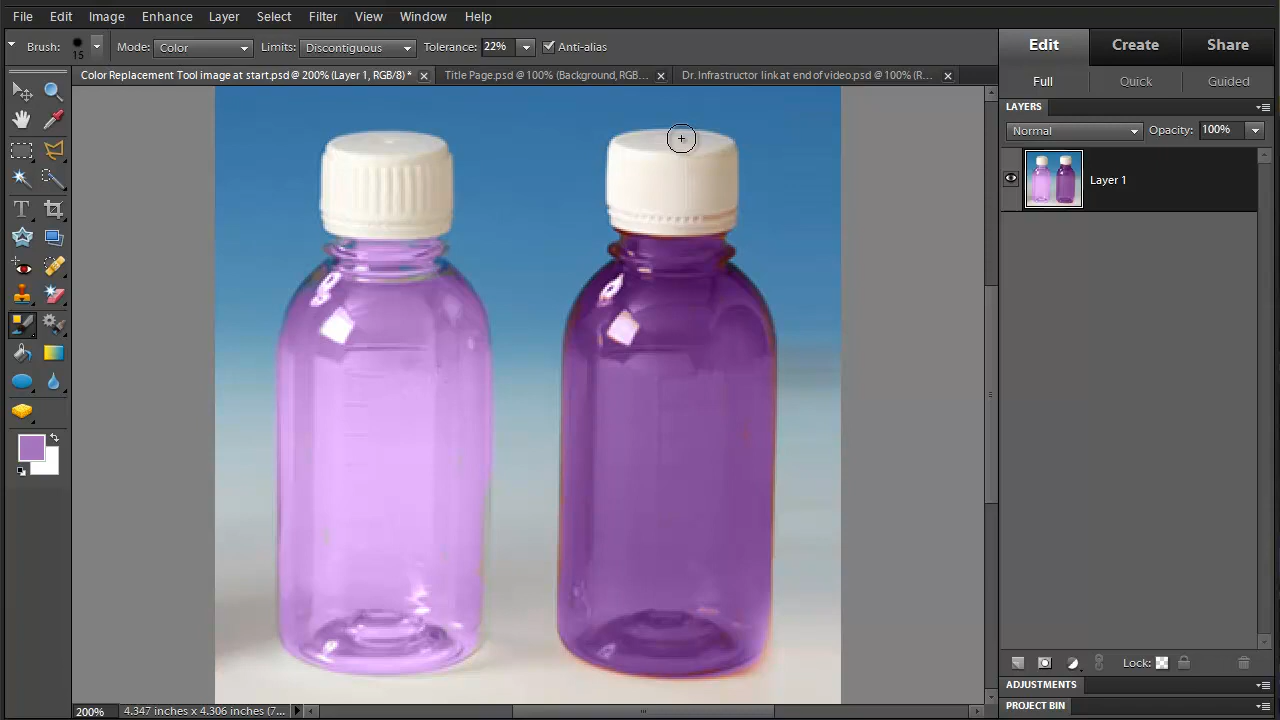 File Edit Image Enhance Layer Select Filter View Window Help
Brush: 15 Mode: Color Limits: Discontiguous Tolerance: 22% Anti-alias
Edit Create Share
Color Replacement Tool image at start.psd @ 200% (Layer 1, RGB/8) * Title Page.psd @ 100% (Background, RGB... Dr. Infrastructor link at end of video.psd @ 100% (R...
Full Quick Guided
LAYERS
Normal Opacity: 100%
Layer 1
Lock:
ADJUSTMENTS
PROJECT BIN
200% 4.347 inches x 4.306 inches (7...